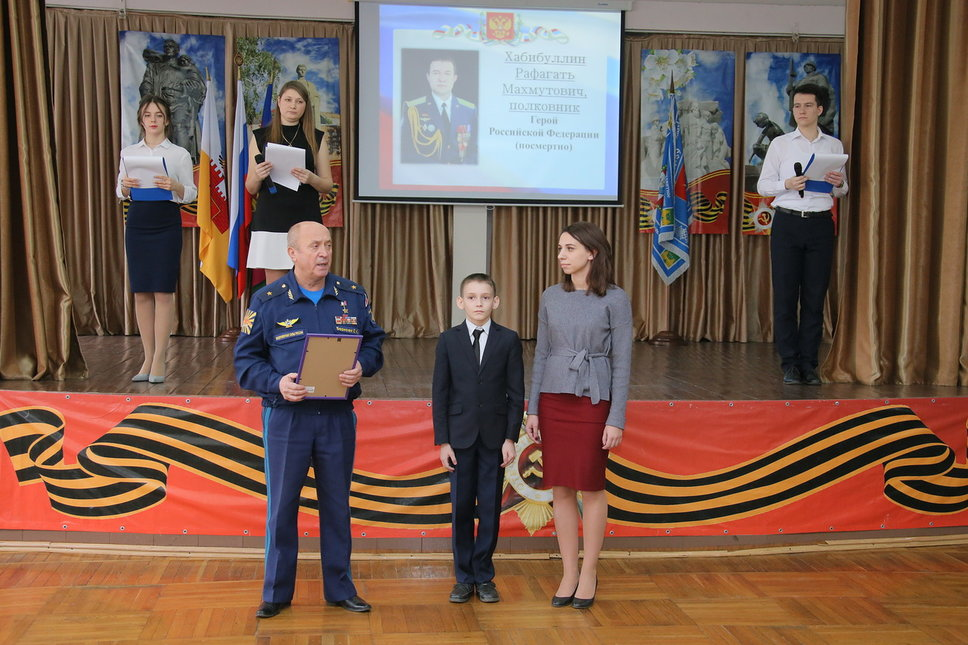 Хабибуллин
Рафагать
Махмутович,
полковник
Герой
Российской Федерации
(посмертно)